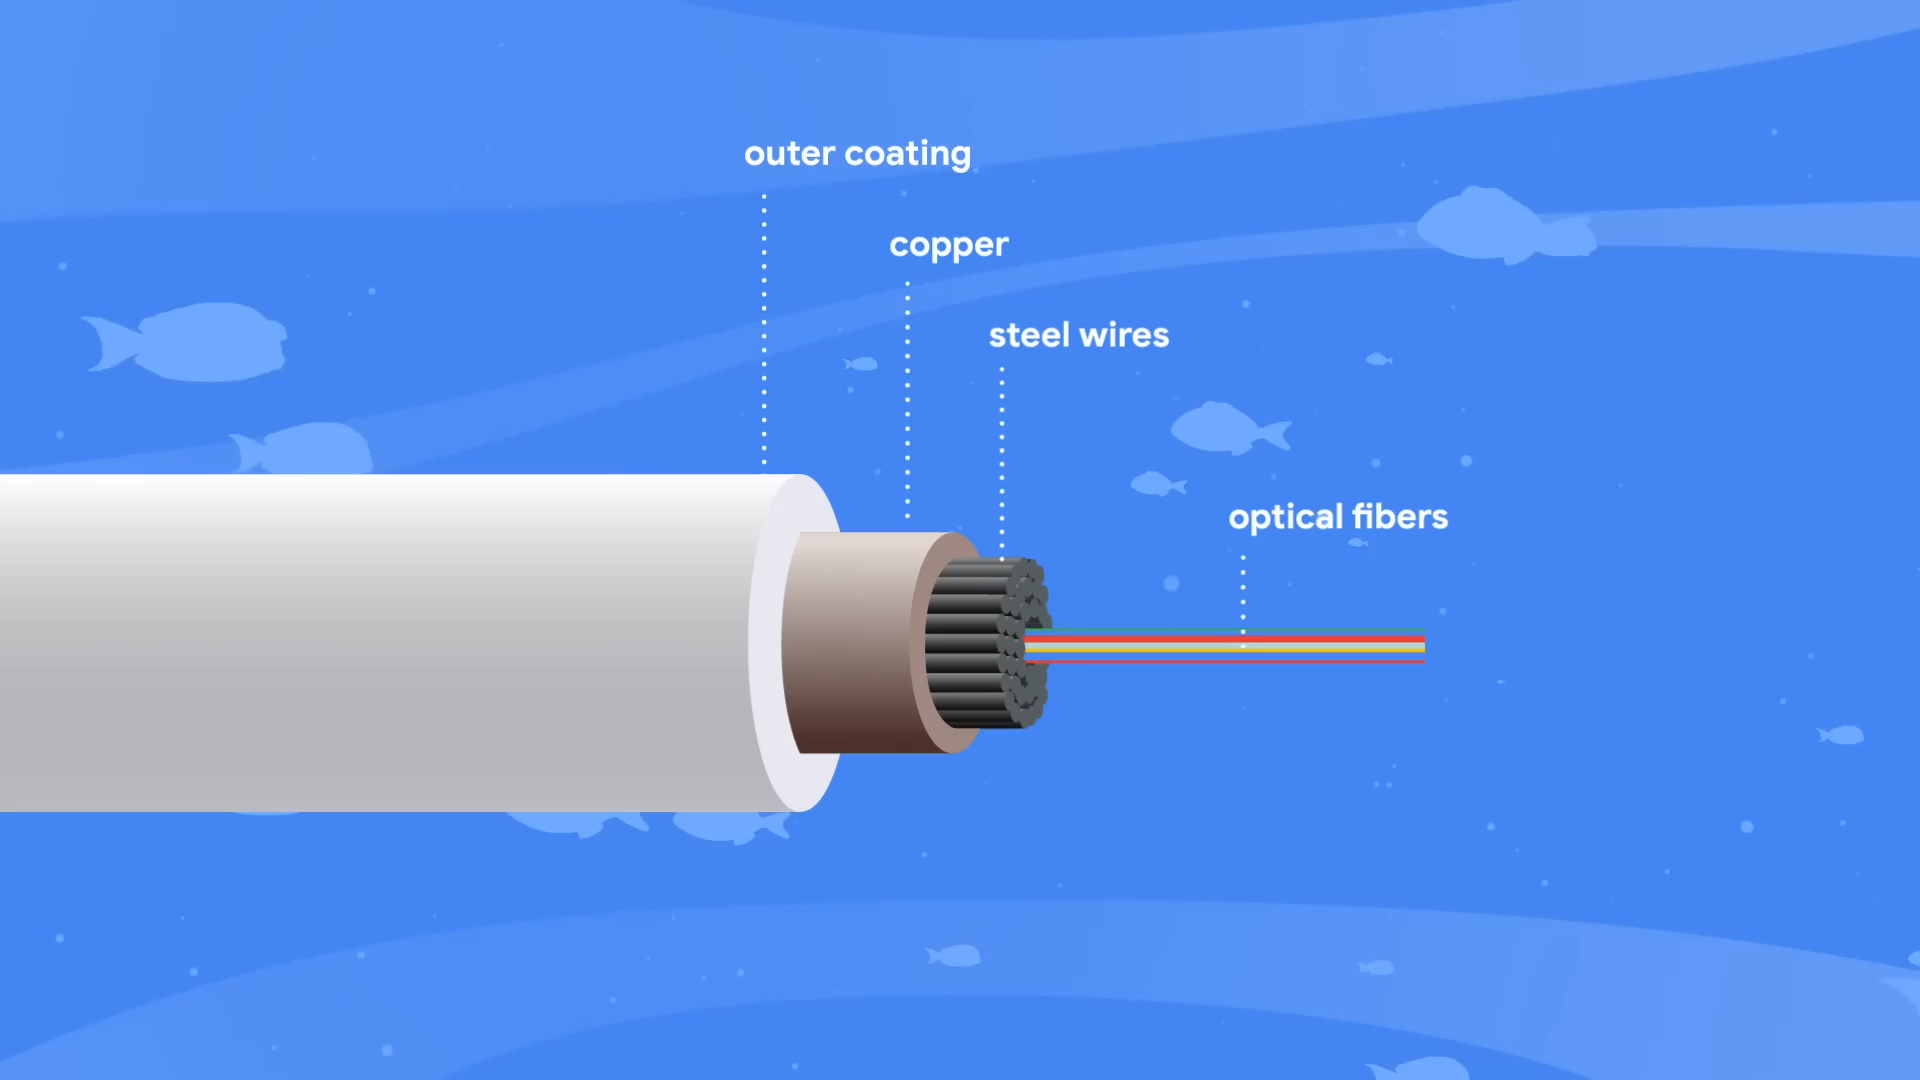 outer coating
copper
steel wires
optical fibers